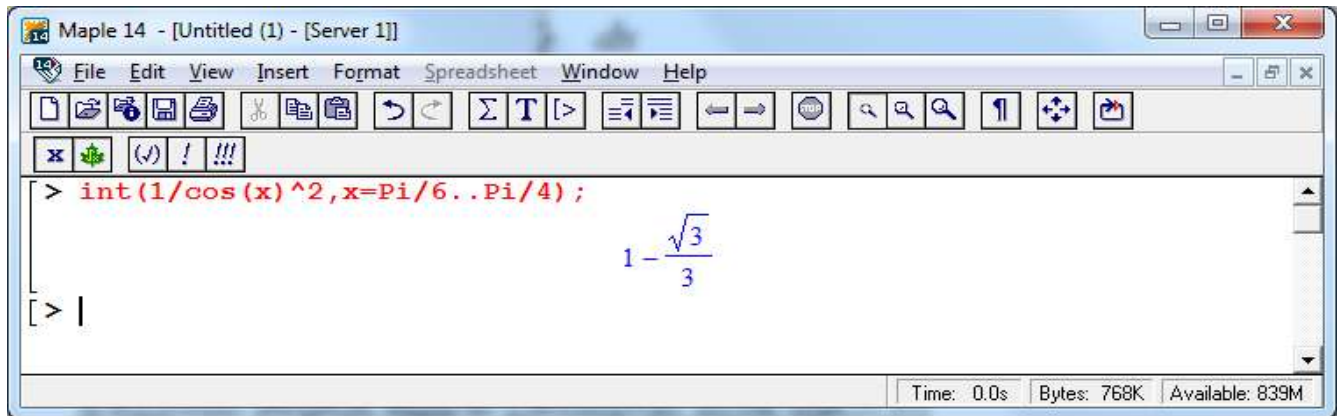 Maple 14 - [Untitled (1) - [Server 1]]
File Edit View Insert Format Spreadsheet Window Help
> int(1/cos(x)^2,x=Pi/6..Pi/4);
1 - √3/3
>
Time: 0.0s Bytes: 768K Available: 839M